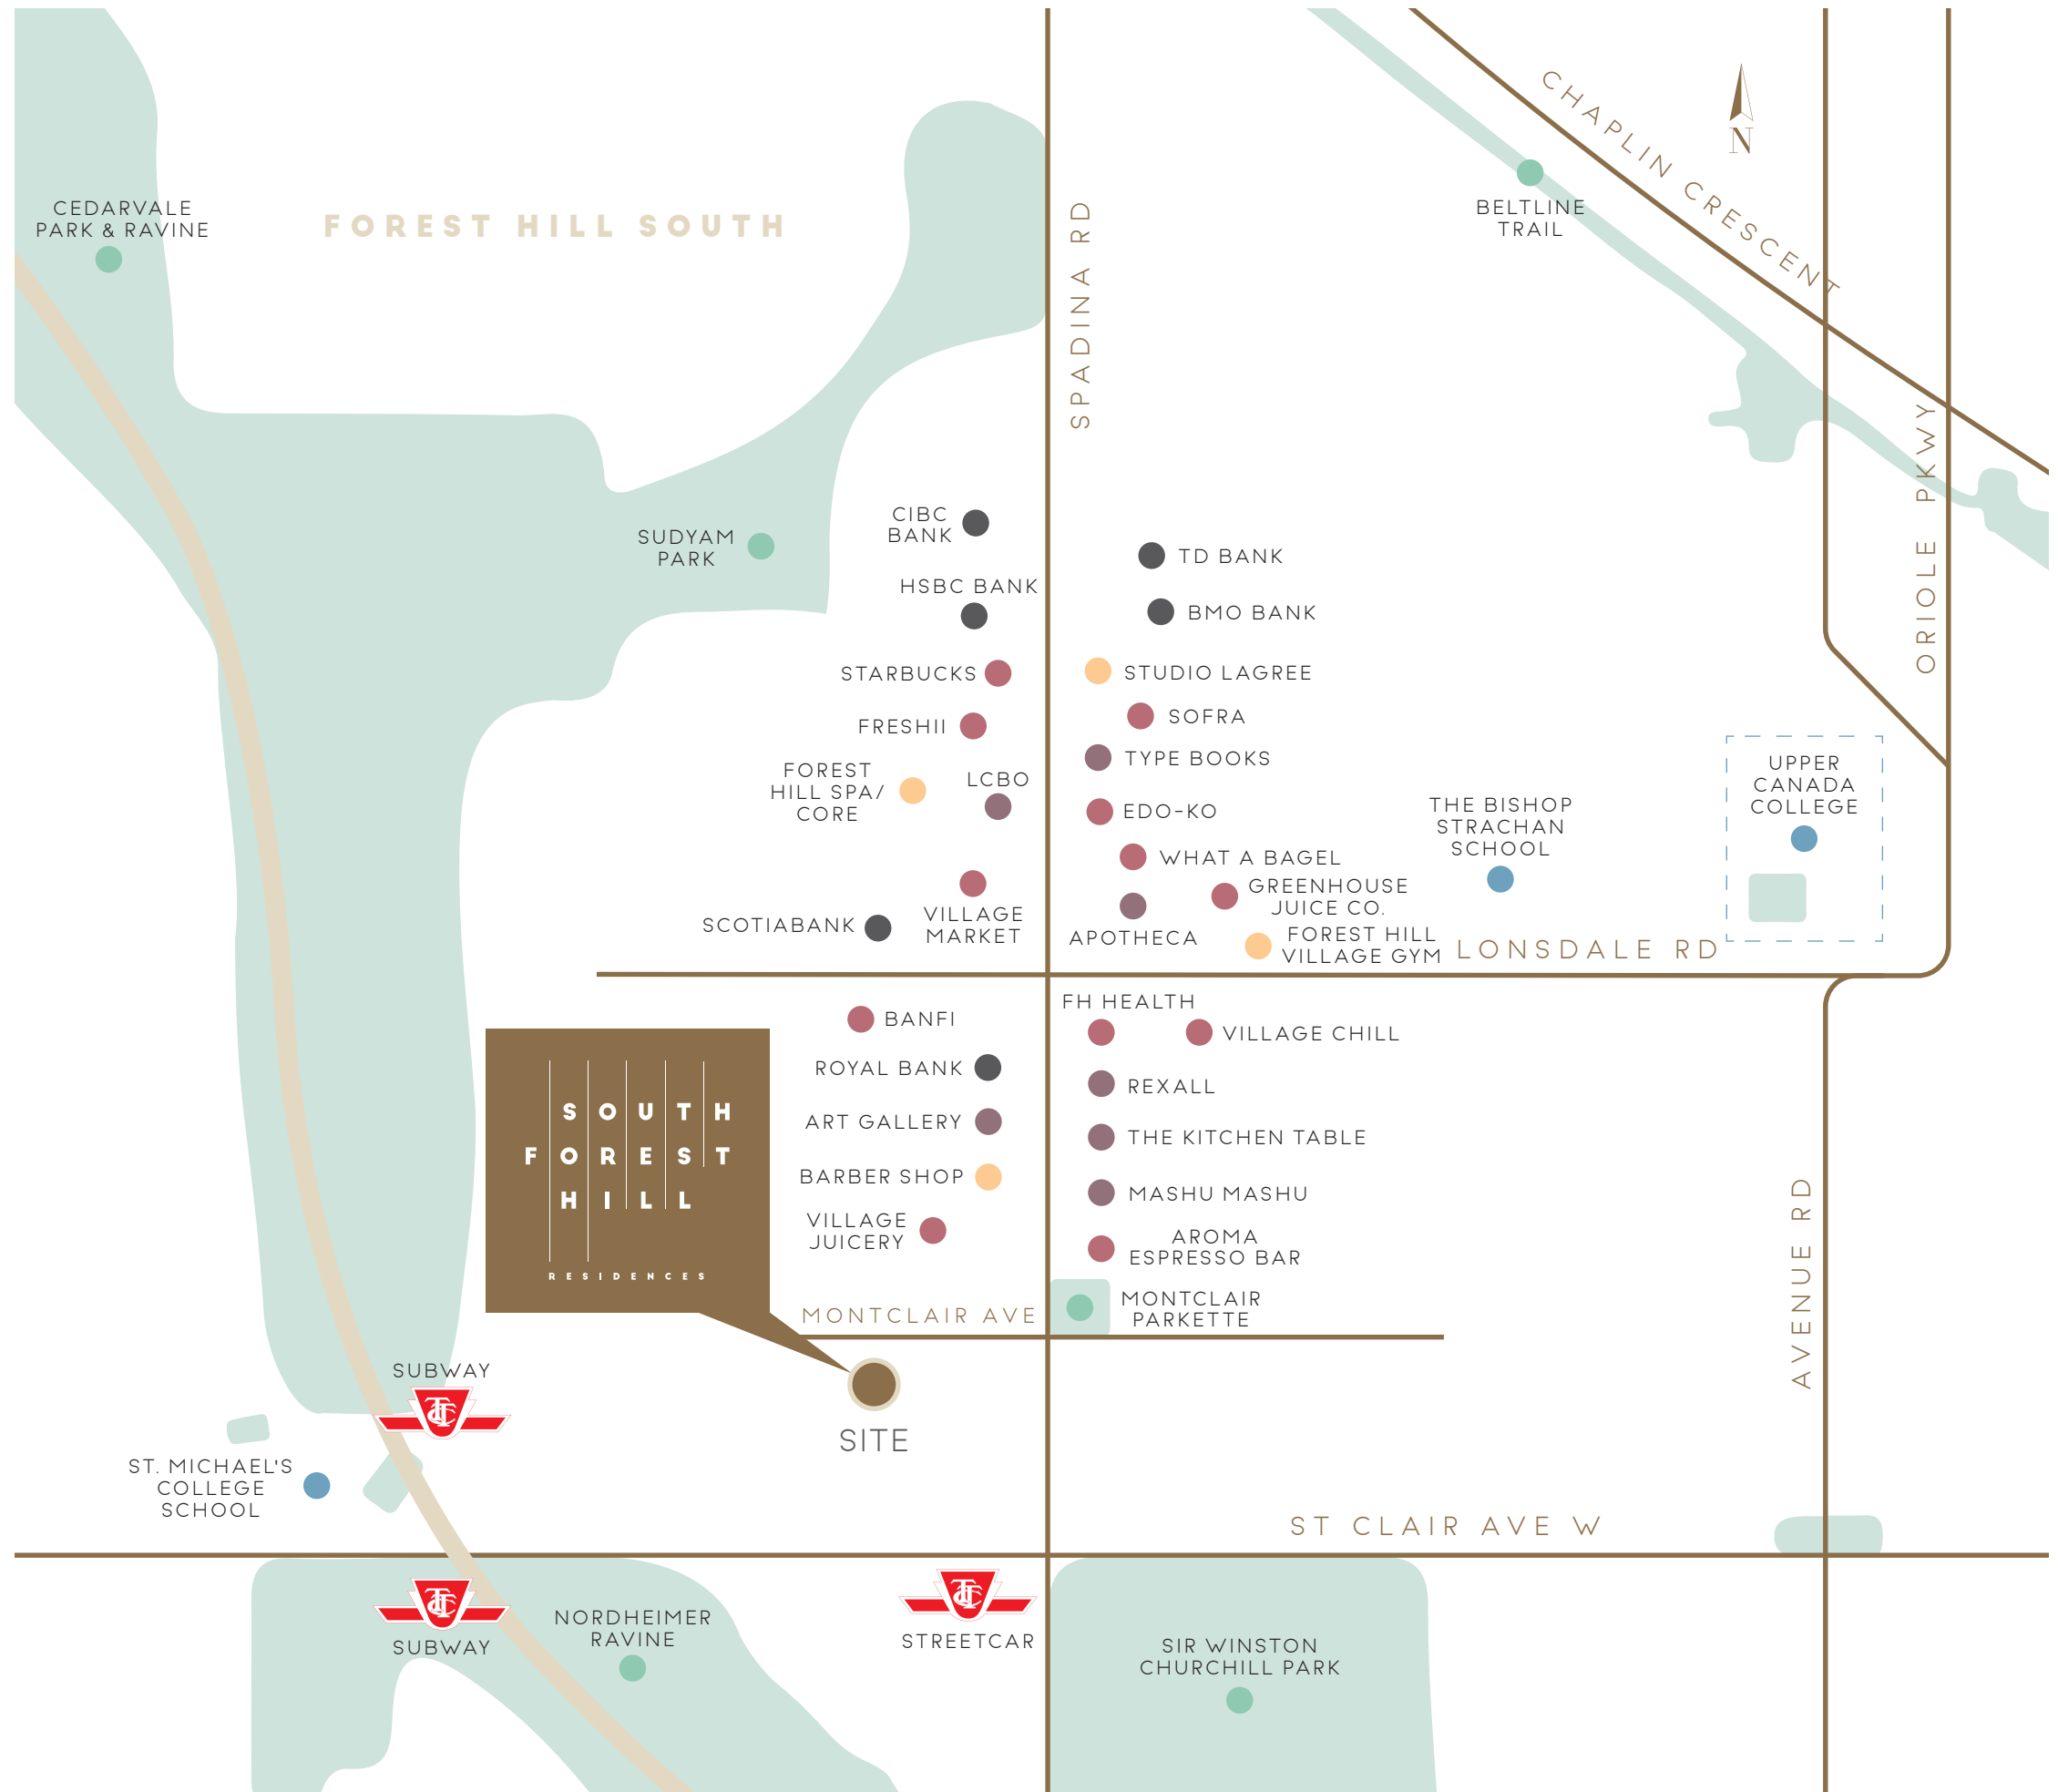 CHAPLIN CRESCENT
N
CEDARVALE
PARK & RAVINE
FOREST HILL SOUTH
SPADINA RD
BELTLINE
TRAIL
ORIOLE PKWY
SUDYAM
PARK
CIBC
BANK
TD BANK
HSBC BANK
BMO BANK
STARBUCKS
STUDIO LAGREE
FRESHII
SOFRA
FOREST
HILL SPA/
CORE
LCBO
TYPE BOOKS
EDO-KO
THE BISHOP
STRACHAN
SCHOOL
UPPER
CANADA
COLLEGE
WHAT A BAGEL
GREENHOUSE
JUICE CO.
SCOTIABANK
VILLAGE
MARKET
APOTHECA
FOREST HILL
VILLAGE GYM
LONSDALE RD
BANFI
FH HEALTH
VILLAGE CHILL
ROYAL BANK
REXALL
ART GALLERY
THE KITCHEN TABLE
BARBER SHOP
MASHU MASHU
VILLAGE
JUICERY
AROMA
ESPRESSO BAR
SOUTH
FOREST
HILL
RESIDENCES
MONTCLAIR AVE
MONTCLAIR
PARKETTE
AVENUE RD
SUBWAY
TTC
SITE
ST. MICHAEL'S
COLLEGE
SCHOOL
ST CLAIR AVE W
TTC
SUBWAY
NORDHEIMER
RAVINE
TTC
STREETCAR
SIR WINSTON
CHURCHILL PARK